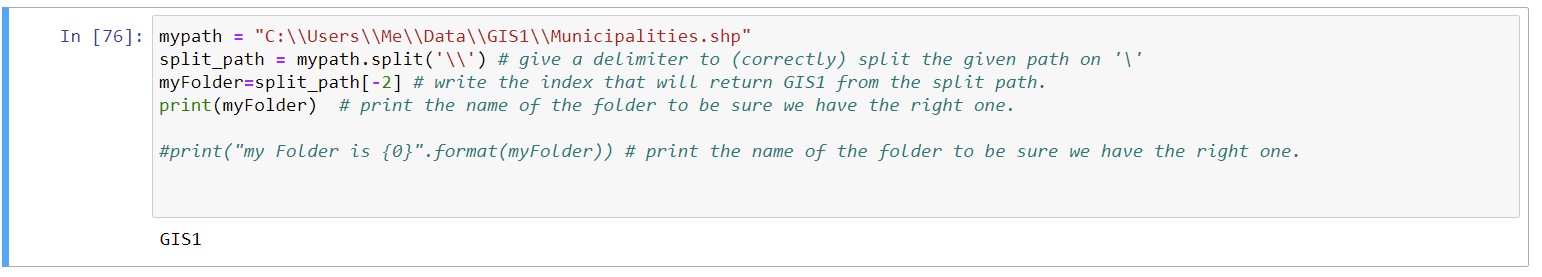 In [76]: mypath = "C:\\Users\\Me\\Data\\GIS1\\Municipalities.shp"
split_path = mypath.split('\\') # give a delimiter to (correctly) split the given path on '\'
myFolder=split_path[-2] # write the index that will return GIS1 from the split path.
print(myFolder)  # print the name of the folder to be sure we have the right one.
#print("my Folder is {0}".format(myFolder)) # print the name of the folder to be sure we have the right one.
GIS1